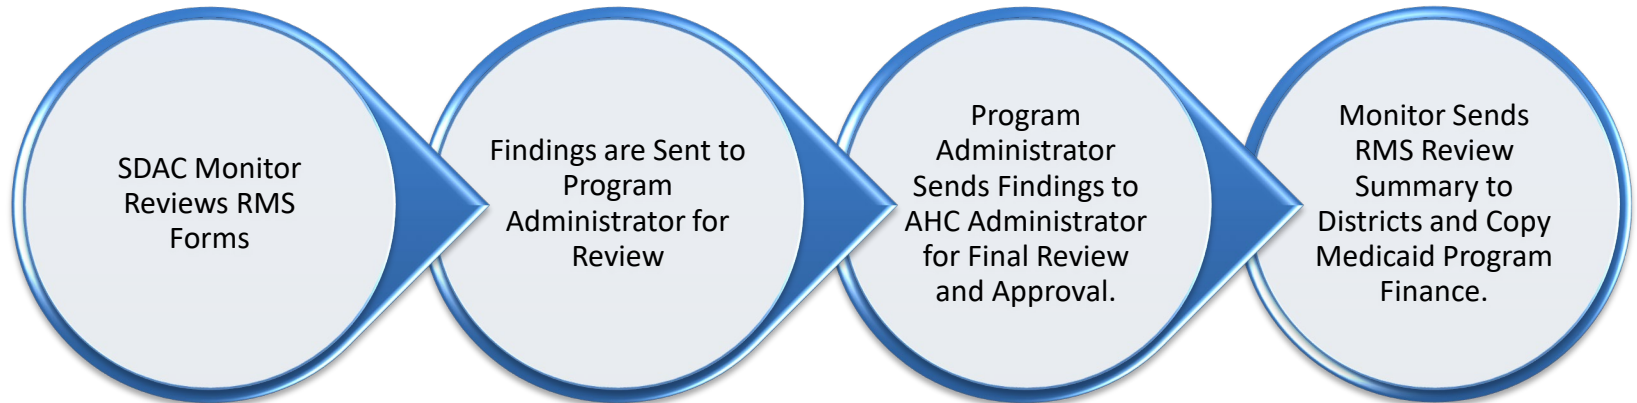 SDAC Monitor
Reviews RMS
Forms
Findings are Sent to
Program
Administrator for
Review
Program
Administrator
Sends Findings to
AHC Administrator
for Final Review
and Approval.
Monitor Sends
RMS Review
Summary to
Districts and Copy
Medicaid Program
Finance.